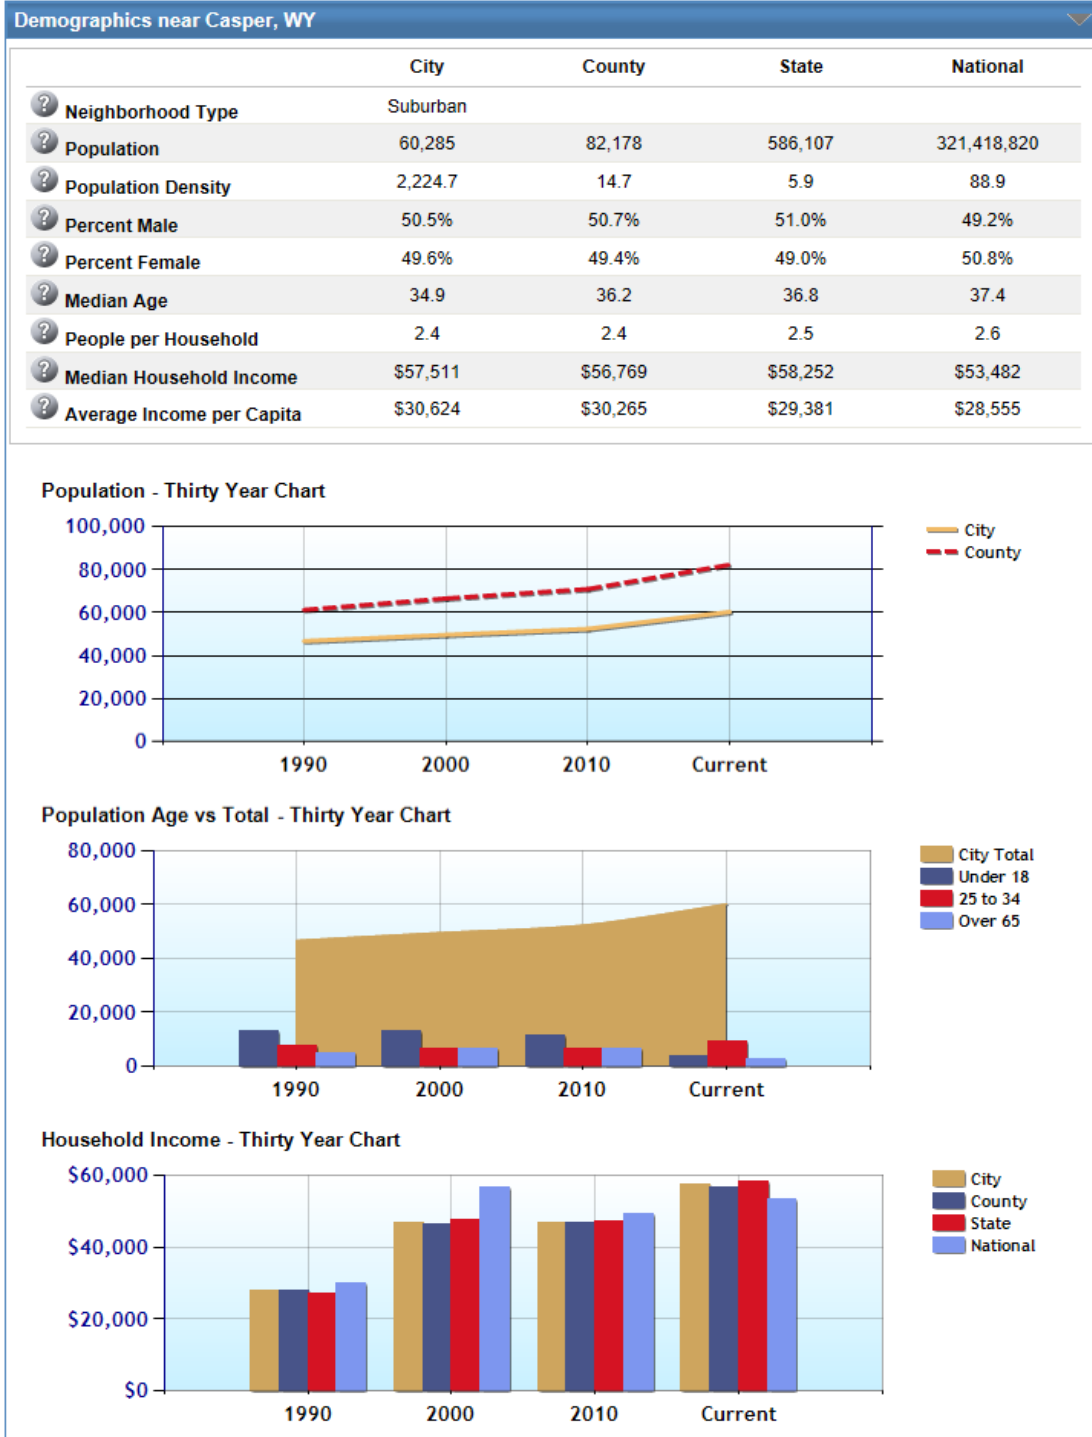 Demographics near Casper, WY
City County State National
? Neighborhood Type Suburban
? Population 60,285 82,178 586,107 321,418,820
? Population Density 2,224.7 14.7 5.9 88.9
? Percent Male 50.5% 50.7% 51.0% 49.2%
? Percent Female 49.6% 49.4% 49.0% 50.8%
? Median Age 34.9 36.2 36.8 37.4
? People per Household 2.4 2.4 2.5 2.6
? Median Household Income $57,511 $56,769 $58,252 $53,482
? Average Income per Capita $30,624 $30,265 $29,381 $28,555
Population - Thirty Year Chart
100,000
80,000
60,000
40,000
20,000
0
1990 2000 2010 Current
City
County
Population Age vs Total - Thirty Year Chart
80,000
60,000
40,000
20,000
0
1990 2000 2010 Current
City Total
Under 18
25 to 34
Over 65
Household Income - Thirty Year Chart
$60,000
$40,000
$20,000
$0
1990 2000 2010 Current
City
County
State
National